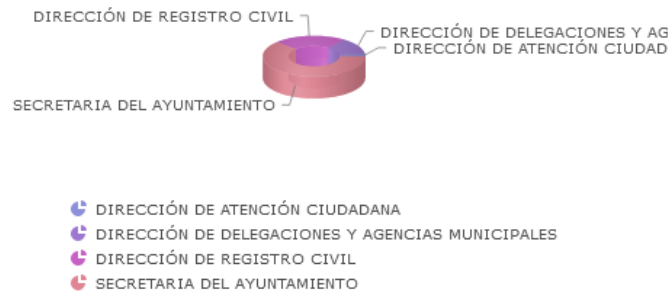 DIRECCIÓN DE REGISTRO CIVIL
DIRECCIÓN DE DELEGACIONES Y AG
DIRECCIÓN DE ATENCIÓN CIUDAD
SECRETARIA DEL AYUNTAMIENTO
DIRECCIÓN DE ATENCIÓN CIUDADANA
DIRECCIÓN DE DELEGACIONES Y AGENCIAS MUNICIPALES
DIRECCIÓN DE REGISTRO CIVIL
SECRETARIA DEL AYUNTAMIENTO